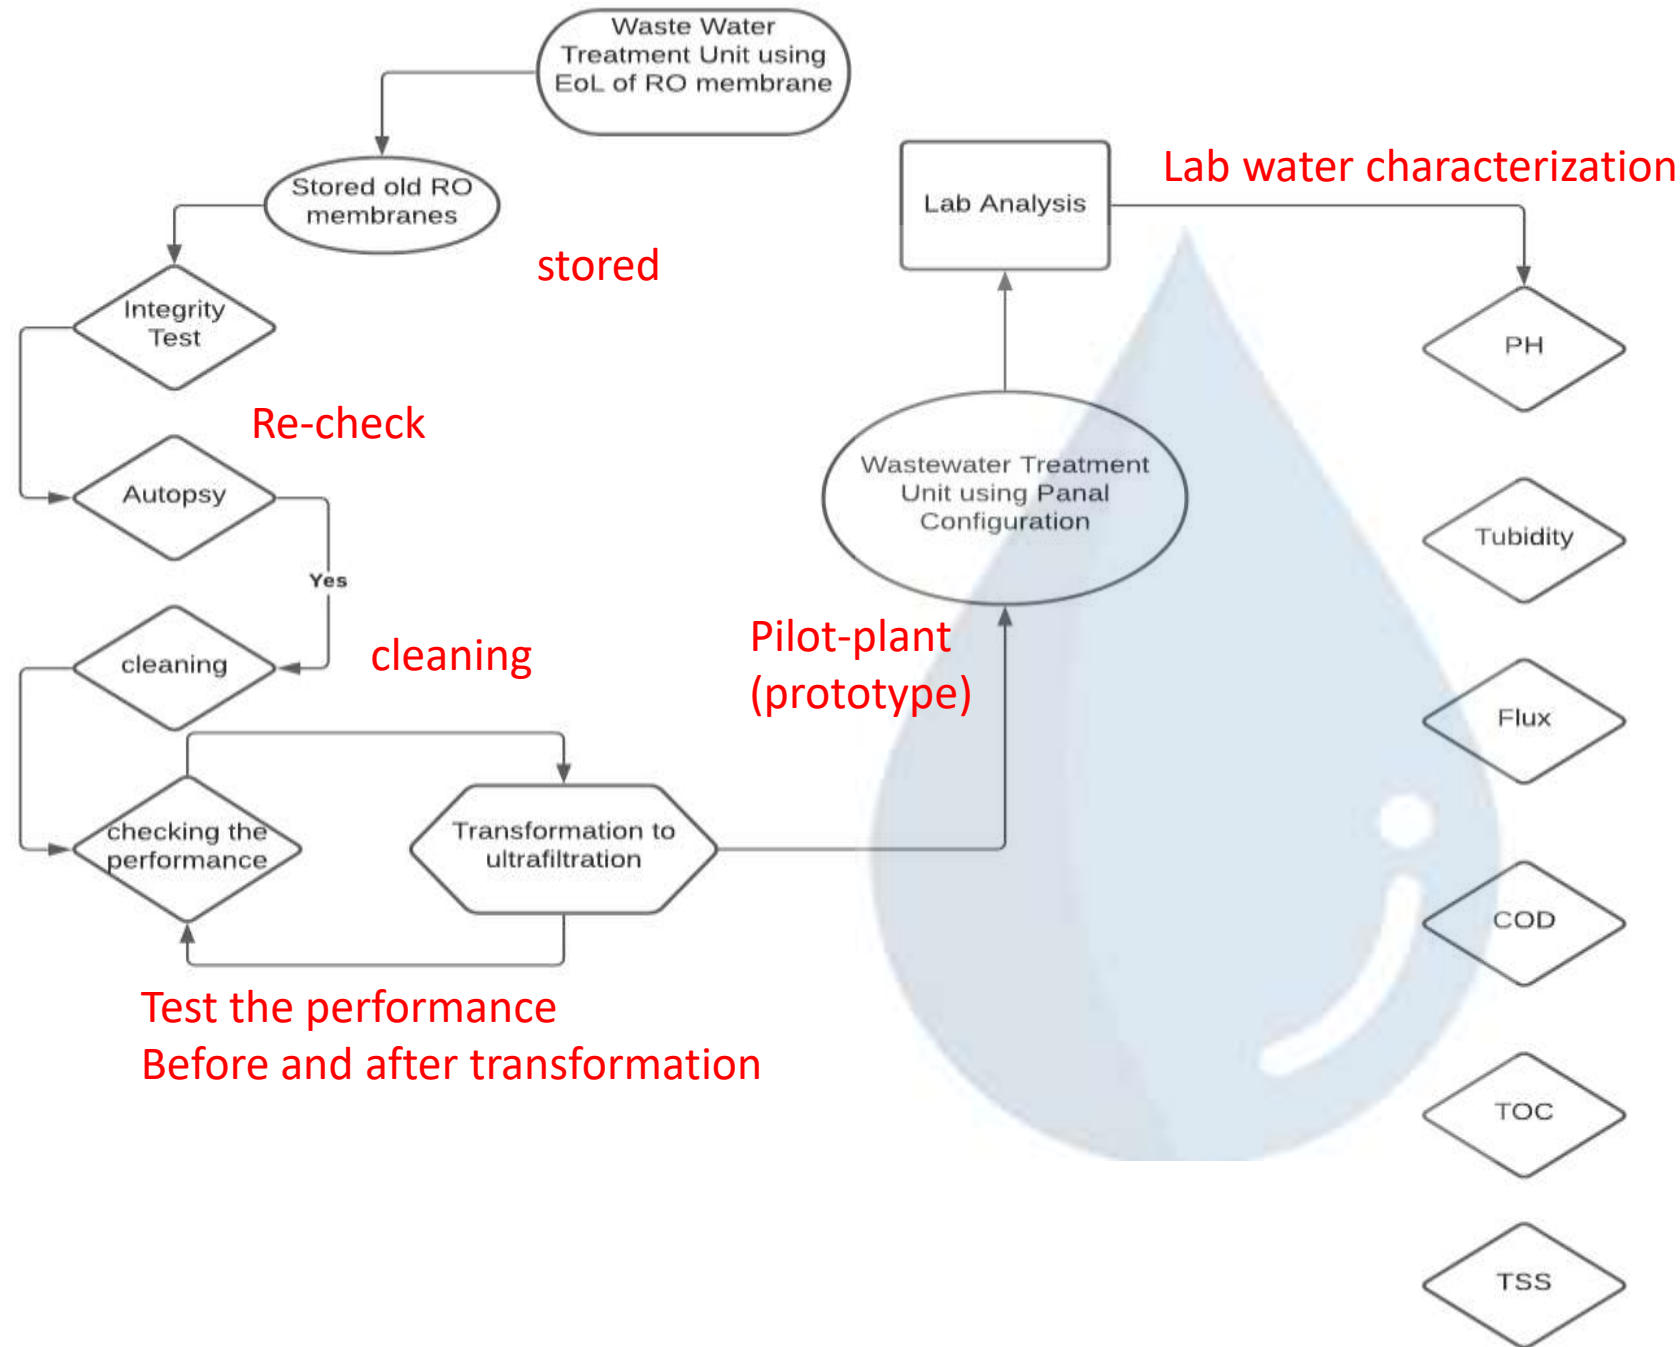 Waste Water
Treatment Unit using
EoL of RO membrane
Stored old RO
membranes
stored
Integrity
Test
Re-check
Autopsy
Yes
cleaning
cleaning
checking the
performance
Transformation to
ultrafiltration
Test the performance
Before and after transformation
Pilot-plant
(prototype)
Wastewater Treatment
Unit using Panal
Configuration
Lab Analysis
Lab water characterization
PH
Tubidity
Flux
COD
TOC
TSS